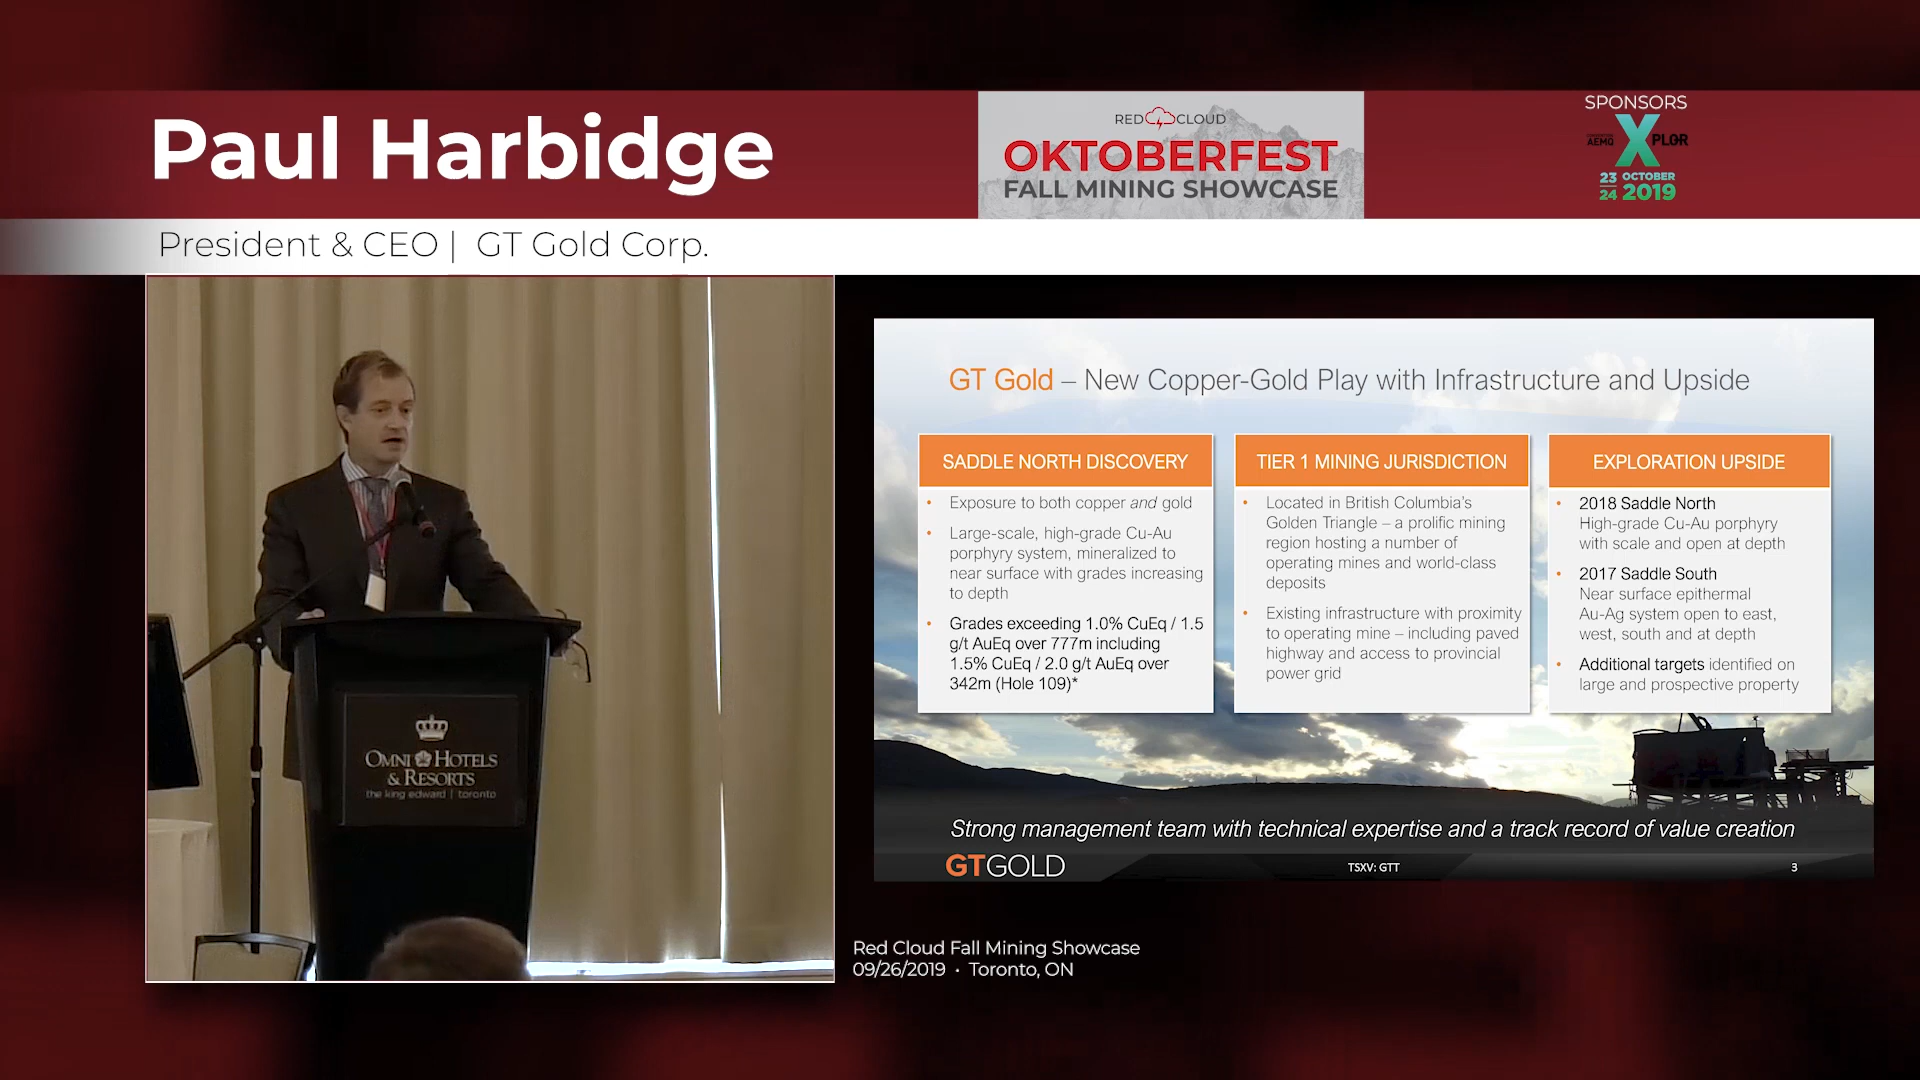 Paul Harbidge
President & CEO | GT Gold Corp.
RED CLOUD
OKTOBERFEST
FALL MINING SHOWCASE
SPONSORS
AEMQ XPLOR
23 OCTOBER
24 2019
GT Gold – New Copper-Gold Play with Infrastructure and Upside
SADDLE NORTH DISCOVERY
• Exposure to both copper and gold
• Large-scale, high-grade Cu-Au
porphyry system, mineralized to
near surface with grades increasing
to depth
• Grades exceeding 1.0% CuEq / 1.5
g/t AuEq over 777m including
1.5% CuEq / 2.0 g/t AuEq over
342m (Hole 109)*
TIER 1 MINING JURISDICTION
• Located in British Columbia's
Golden Triangle – a prolific mining
region hosting a number of
operating mines and world-class
deposits
• Existing infrastructure with proximity
to operating mine – including paved
highway and access to provincial
power grid
EXPLORATION UPSIDE
• 2018 Saddle North
High-grade Cu-Au porphyry
with scale and open at depth
• 2017 Saddle South
Near surface epithermal
Au-Ag system open to east,
west, south and at depth
• Additional targets identified on
large and prospective property
Strong management team with technical expertise and a track record of value creation
GTGOLD
TSXV: GTT
3
OMNI HOTELS
& RESORTS
the king edward | toronto
Red Cloud Fall Mining Showcase
09/26/2019 • Toronto, ON